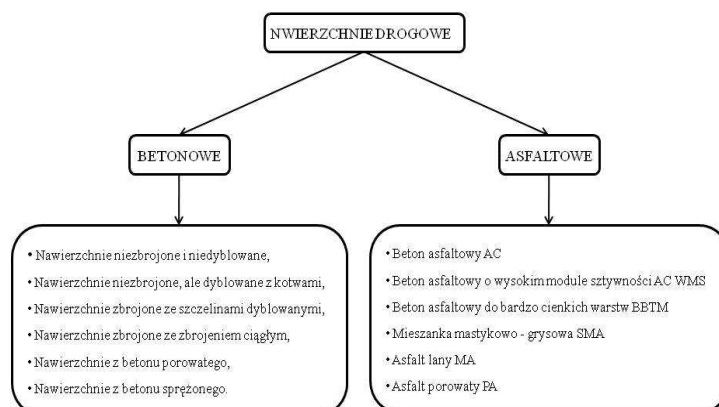 NWIERZCHNIE DROGOWE
BETONOWE
ASFALTOWE
• Nawierzchnie niezbrojone i niedyblowane,
• Nawierzchnie niezbrojone, ale dyblowane z kotwami,
• Nawierzchnie zbrojone ze szczelinami dyblowanymi,
• Nawierzchnie zbrojone ze zbrojeniem ciągłym,
• Nawierzchnie z betonu porowatego,
• Nawierzchnie z betonu sprężonego.
• Beton asfaltowy AC
• Beton asfaltowy o wysokim module sztywności AC WMS
• Beton asfaltowy do bardzo cienkich warstw BBTM
• Mieszanka mastykowo - grysowa SMA
• Asfalt lany MA
• Asfalt porowaty PA